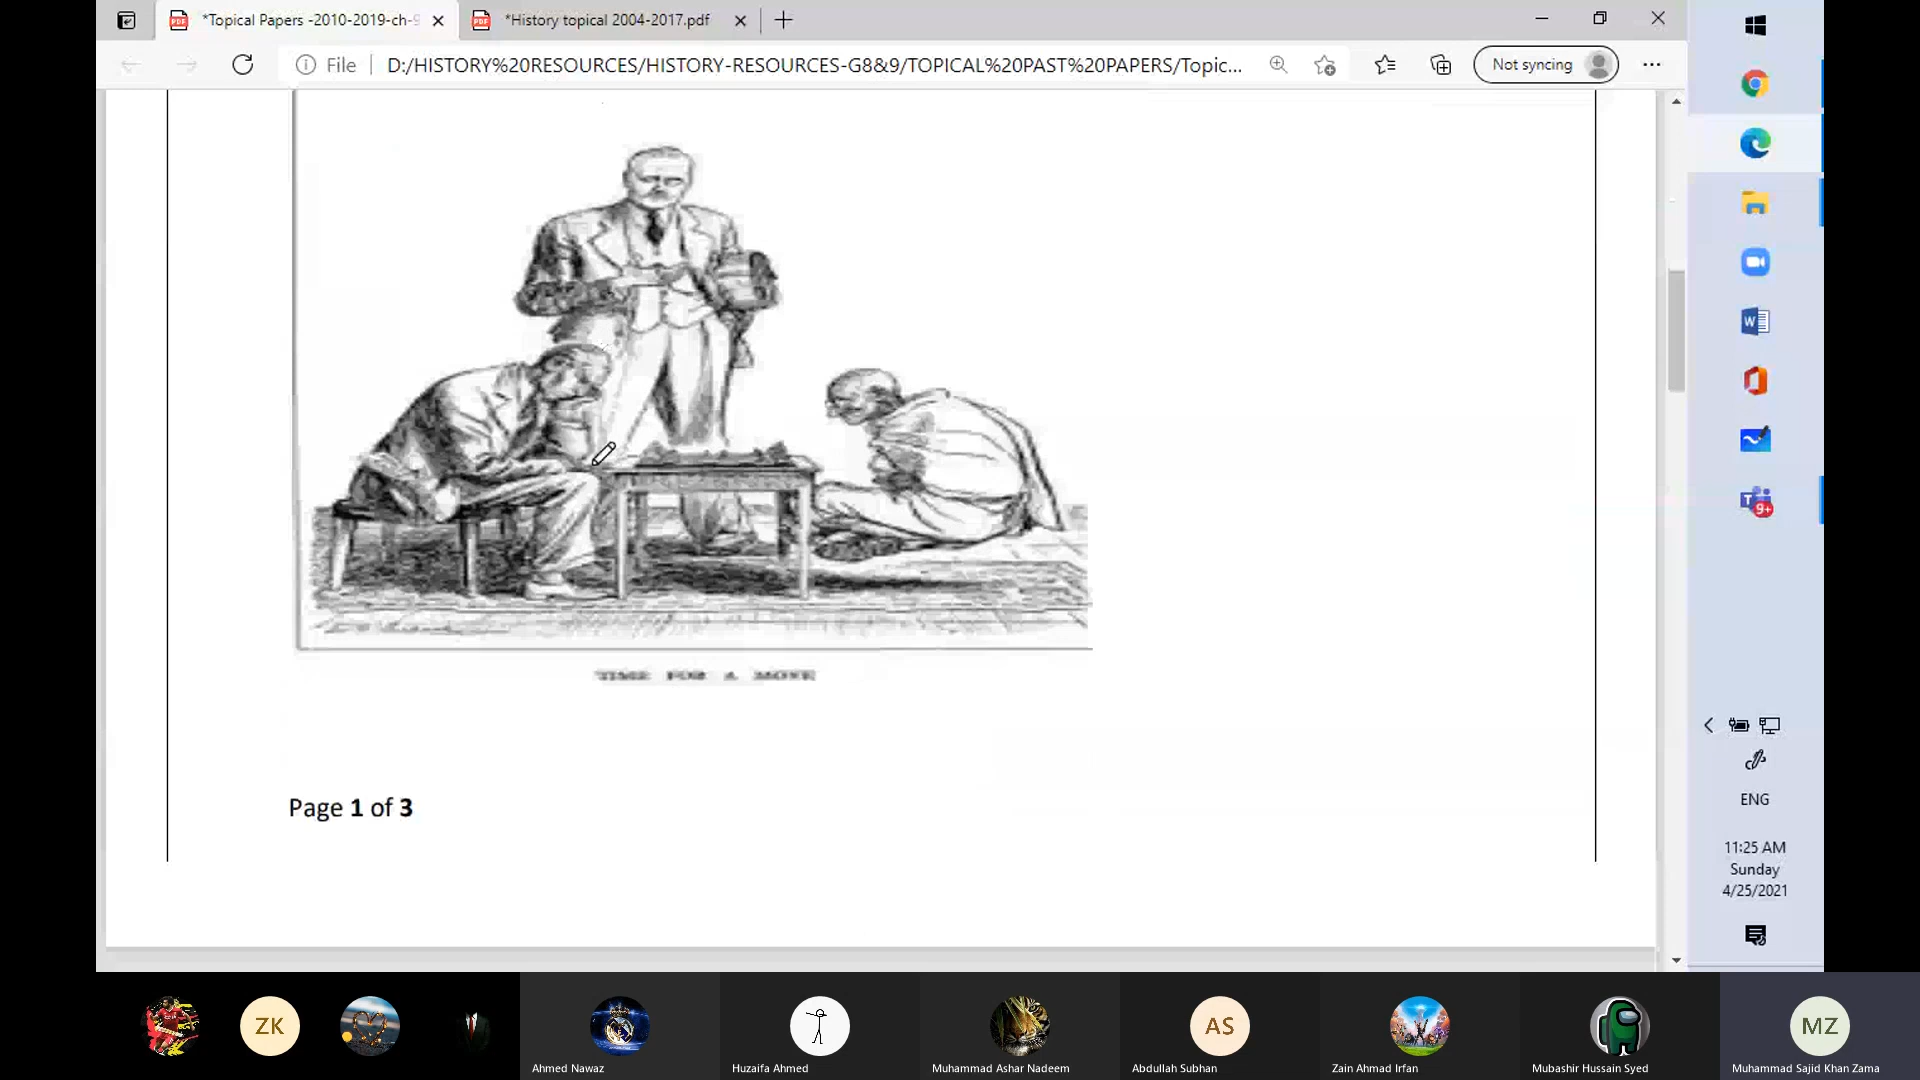 *Topical Papers -2010-2019-ch-9
*History topical 2004-2017.pdf
File
D:/HISTORY%20RESOURCES/HISTORY-RESOURCES-G8&9/TOPICAL%20PAST%20PAPERS/Topic...
Not syncing
TIME FOR A MOVE
Page 1 of 3
9+
ENG
11:25 AM
Sunday
4/25/2021
ZK
AS
MZ
Ahmed Nawaz
Huzaifa Ahmed
Muhammad Ashar Nadeem
Abdullah Subhan
Zain Ahmad Irfan
Mubashir Hussain Syed
Muhammad Sajid Khan Zama